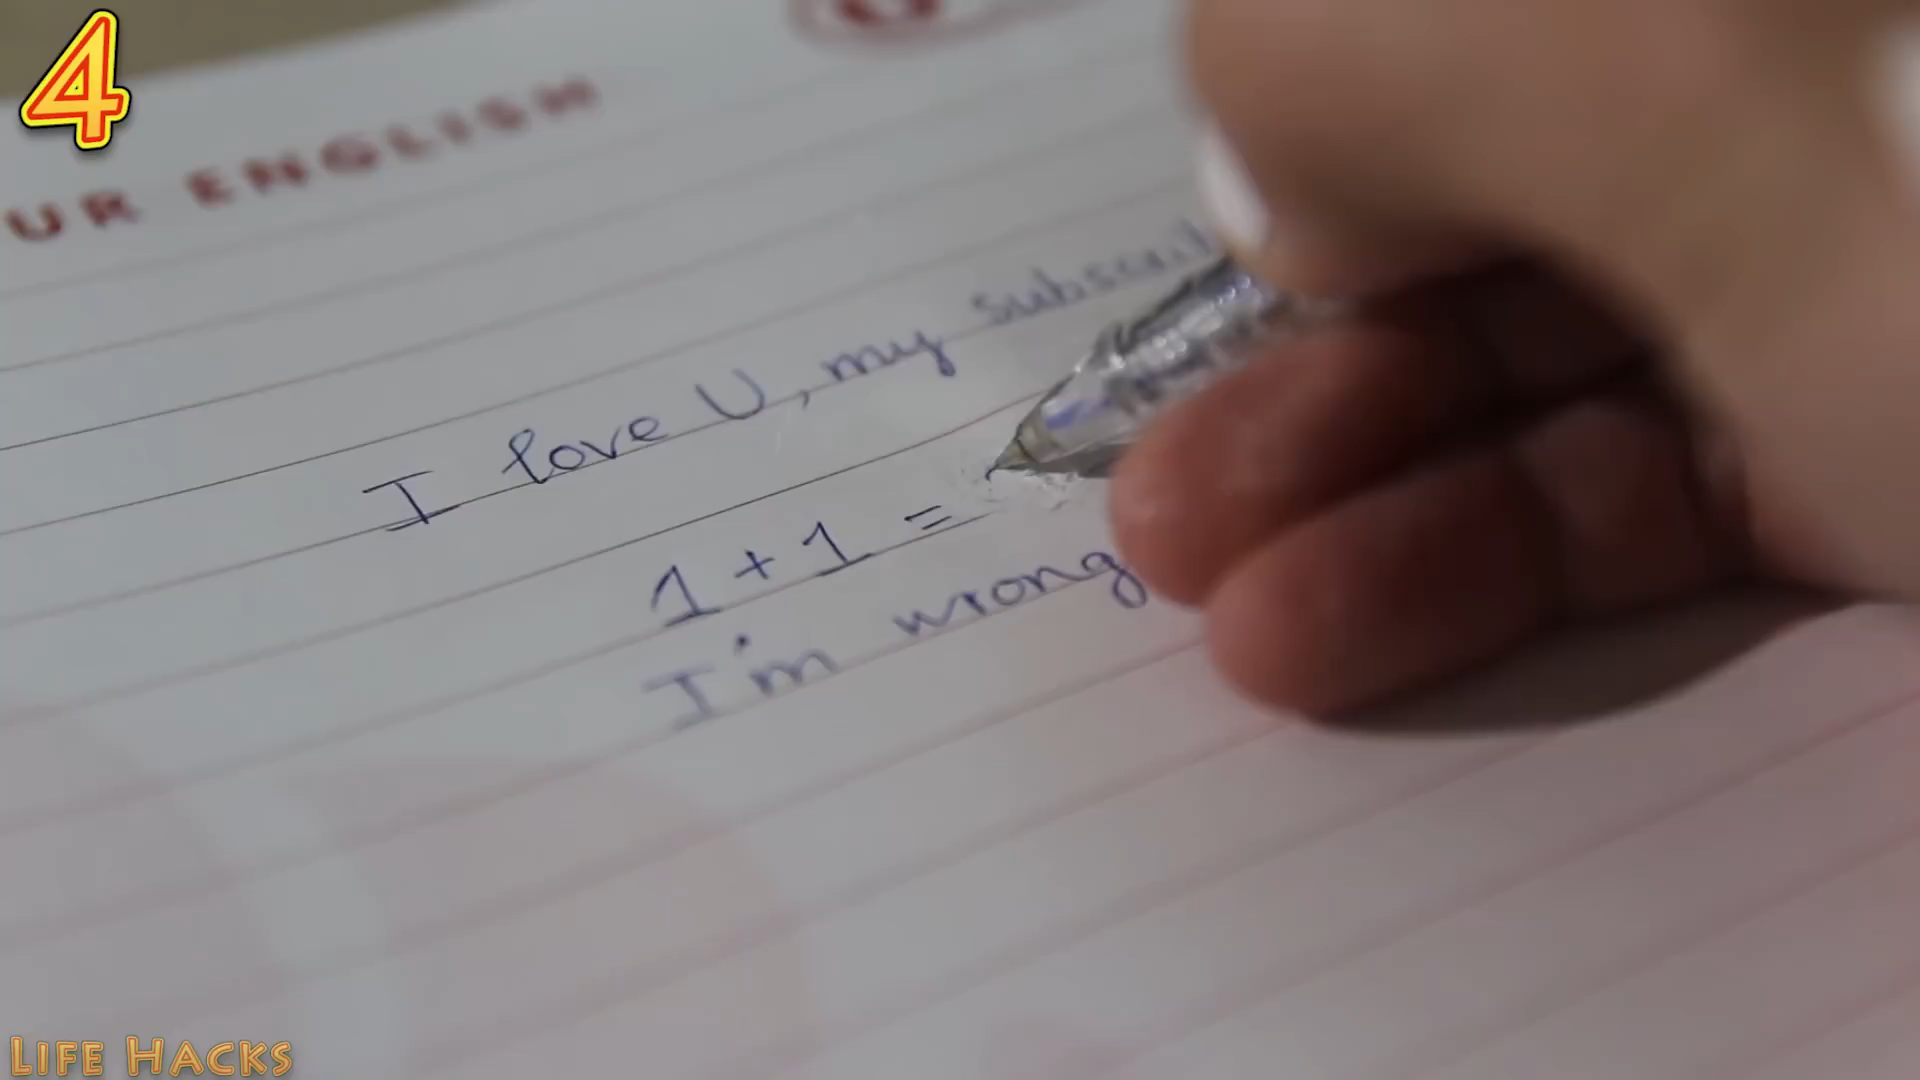 4
UR ENGLISH
I love U, my
1 + 1 =
I'm wrong
LIFE HACKS